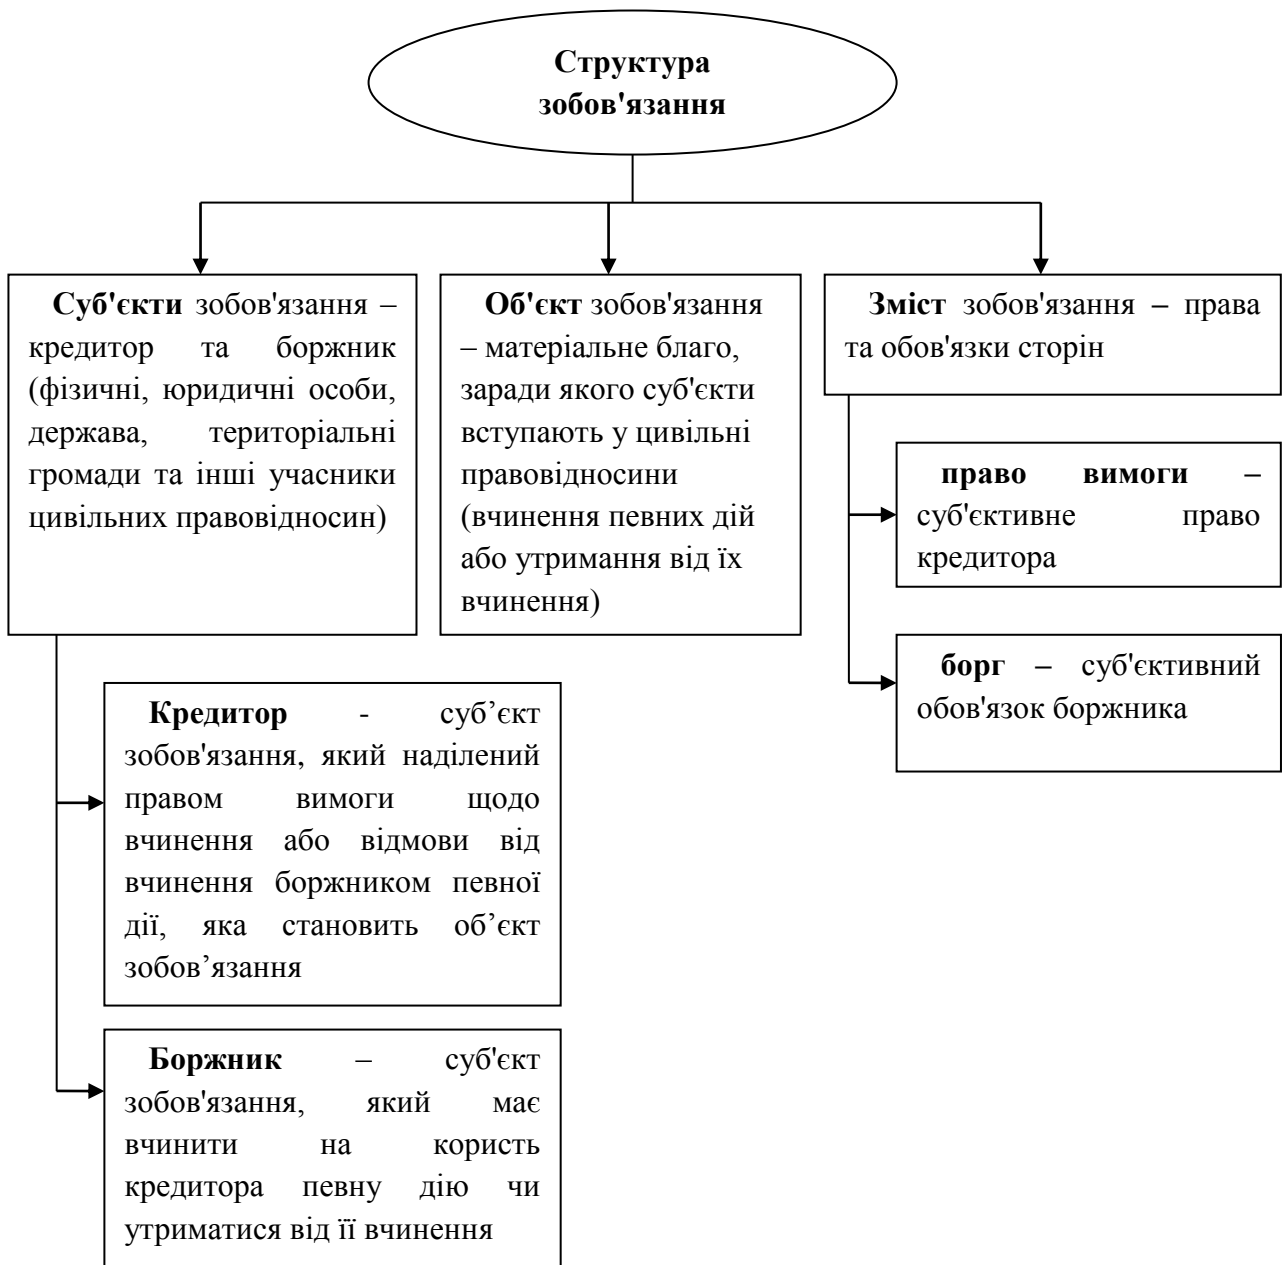 Структура
зобов'язання
Суб'єкти зобов'язання –
кредитор та боржник
(фізичні, юридичні особи,
держава, територіальні
громади та інші учасники
цивільних правовідносин)
Об'єкт зобов'язання
– матеріальне благо,
заради якого суб'єкти
вступають у цивільні
правовідносини
(вчинення певних дій
або утримання від їх
вчинення)
Зміст зобов'язання – права
та обов'язки сторін
право вимоги –
суб'єктивне право
кредитора
борг – суб'єктивний
обов'язок боржника
Кредитор - суб’єкт
зобов'язання, який наділений
правом вимоги щодо
вчинення або відмови від
вчинення боржником певної
дії, яка становить об’єкт
зобов’язання
Боржник – суб'єкт
зобов'язання, який має
вчинити на користь
кредитора певну дію чи
утриматися від її вчинення